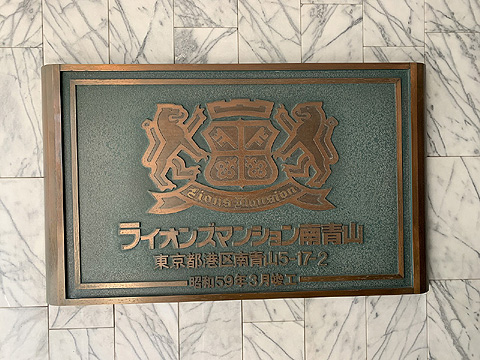 Lions Mansion
ライオンズマンション南青山
東京都港区南青山5-17-2
昭和59年5月竣工